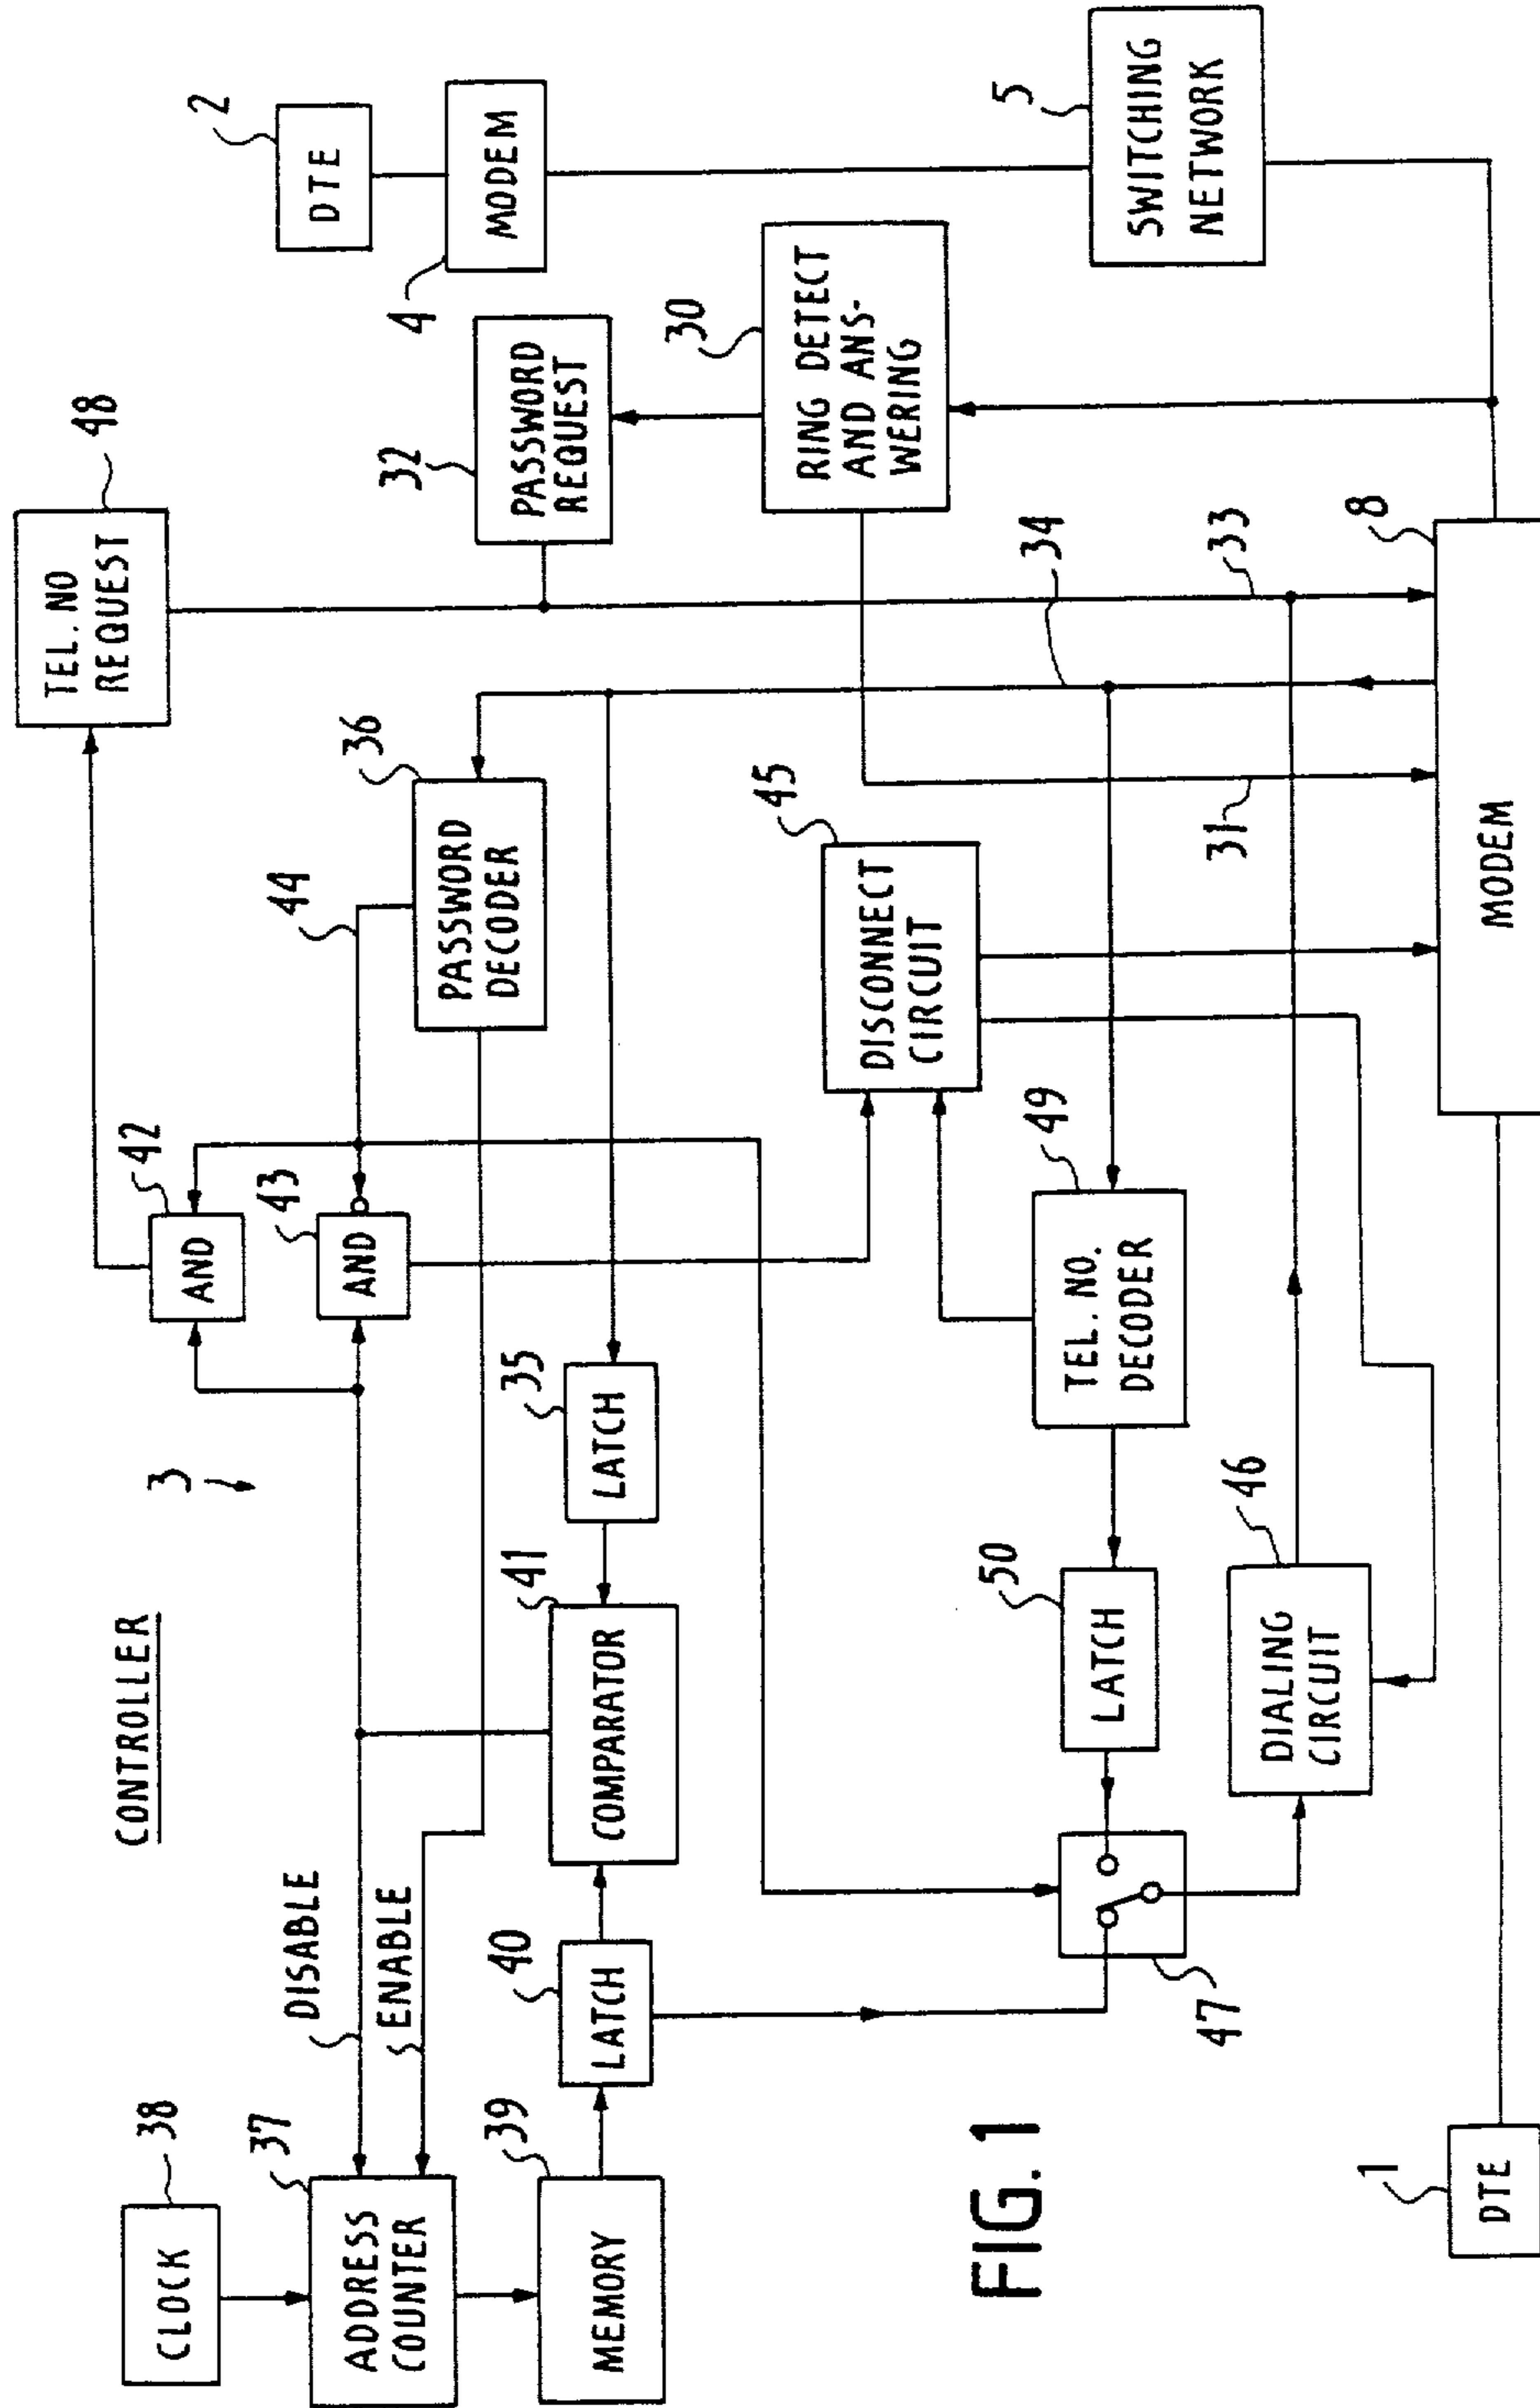 CONTROLLER
3
CLOCK
38
ADDRESS
COUNTER
37
DISABLE
ENABLE
MEMORY
39
LATCH
40
COMPARATOR
41
LATCH
35
AND
42
AND
43
44
PASSWORD
DECODER
36
TEL. NO
REQUEST
48
PASSWORD
REQUEST
32
DTE
2
MODEM
4
RING DETECT
AND ANS-
WERING
30
SWITCHING
NETWORK
5
DISCONNECT
CIRCUIT
45
34
33
31
TEL. NO.
DECODER
49
LATCH
50
47
DIALING
CIRCUIT
46
MODEM
8
DTE
1
FIG. 1